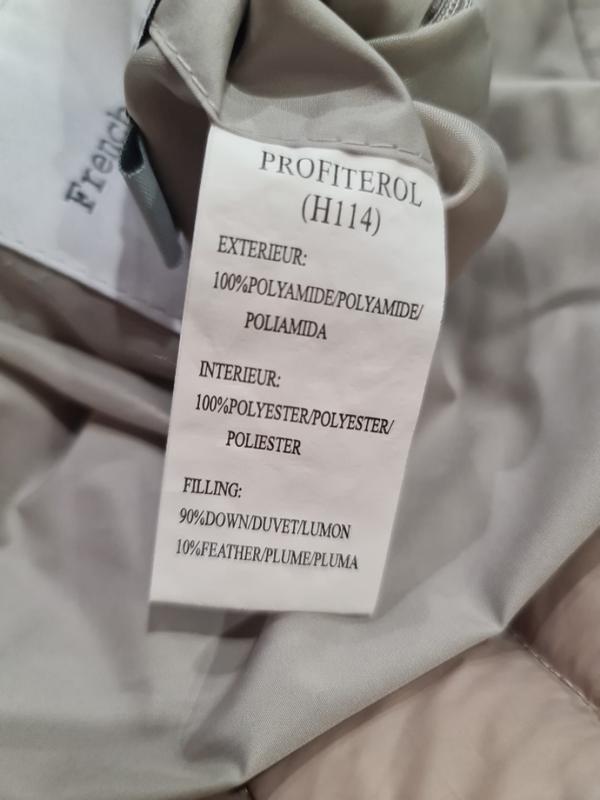 French
PROFITEROL
(H114)
EXTERIEUR:
100%POLYAMIDE/POLYAMIDE/
POLIAMIDA
INTERIEUR:
100%POLYESTER/POLYESTER/
POLIESTER
FILLING:
90%DOWN/DUVET/LUMON
10%FEATHER/PLUME/PLUMA